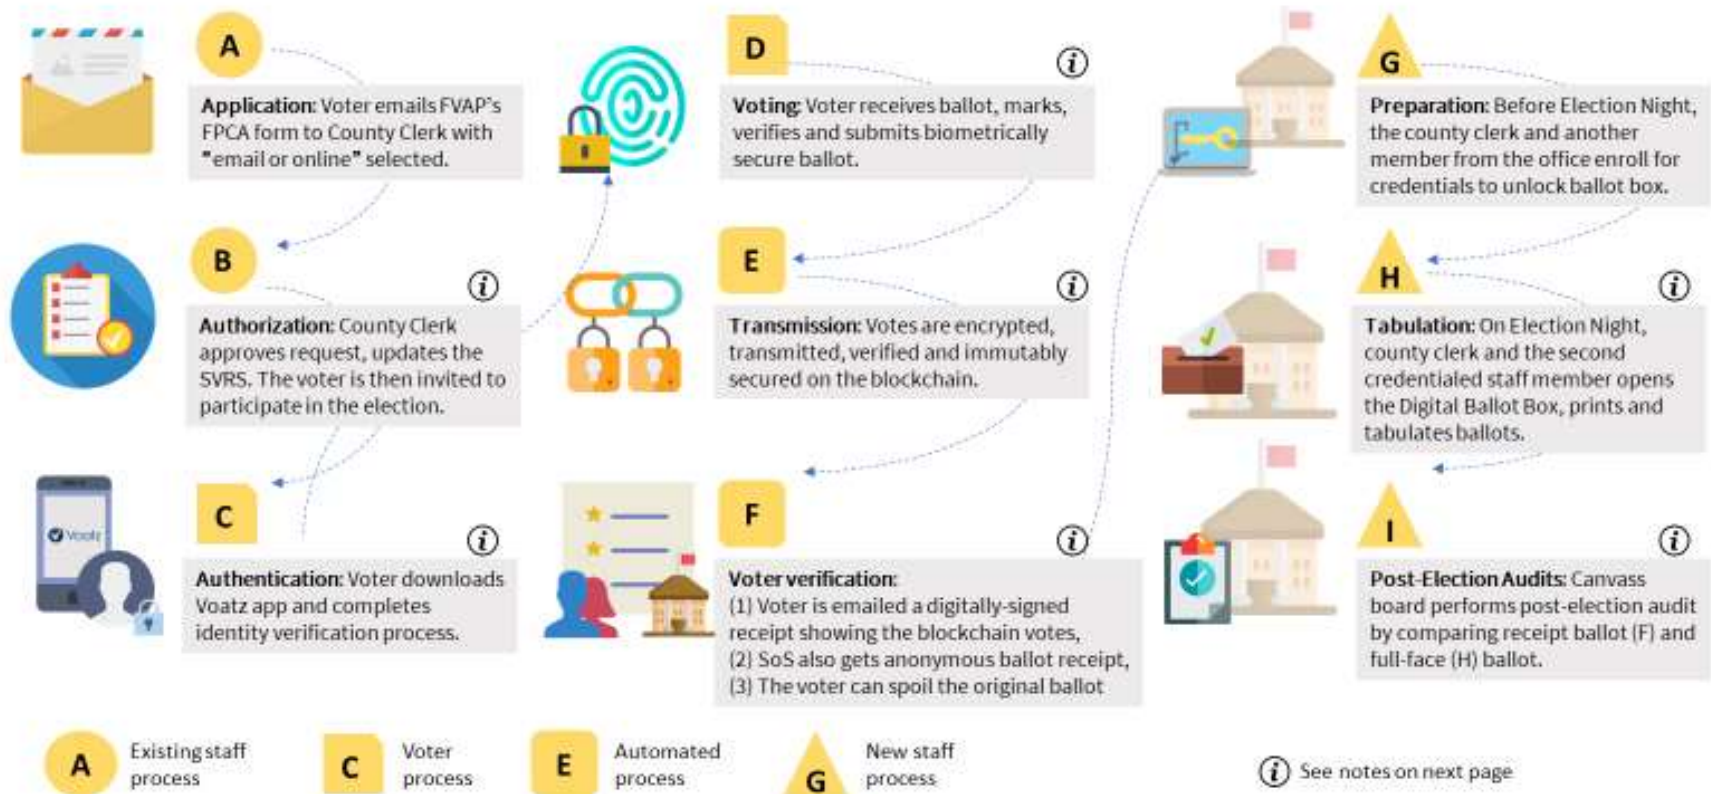 A
Application: Voter emails FVAP's
FPCA form to County Clerk with
"email or online" selected.
B
i
Authorization: County Clerk
approves request, updates the
SVRS. The voter is then invited to
participate in the election.
Voatz
C
i
Authentication: Voter downloads
Voatz app and completes
identity verification process.
D
i
Voting: Voter receives ballot, marks,
verifies and submits biometrically
secure ballot.
E
i
Transmission: Votes are encrypted,
transmitted, verified and immutably
secured on the blockchain.
F
i
Voter verification:
(1) Voter is emailed a digitally-signed
receipt showing the blockchain votes,
(2) SoS also gets anonymous ballot receipt,
(3) The voter can spoil the original ballot
G
Preparation: Before Election Night,
the county clerk and another
member from the office enroll for
credentials to unlock ballot box.
H
i
Tabulation: On Election Night,
county clerk and the second
credentialed staff member opens
the Digital Ballot Box, prints and
tabulates ballots.
I
i
Post-Election Audits: Canvass
board performs post-election audit
by comparing receipt ballot (F) and
full-face (H) ballot.
A
Existing staff
process
C
Voter
process
E
Automated
process
G
New staff
process
i See notes on next page